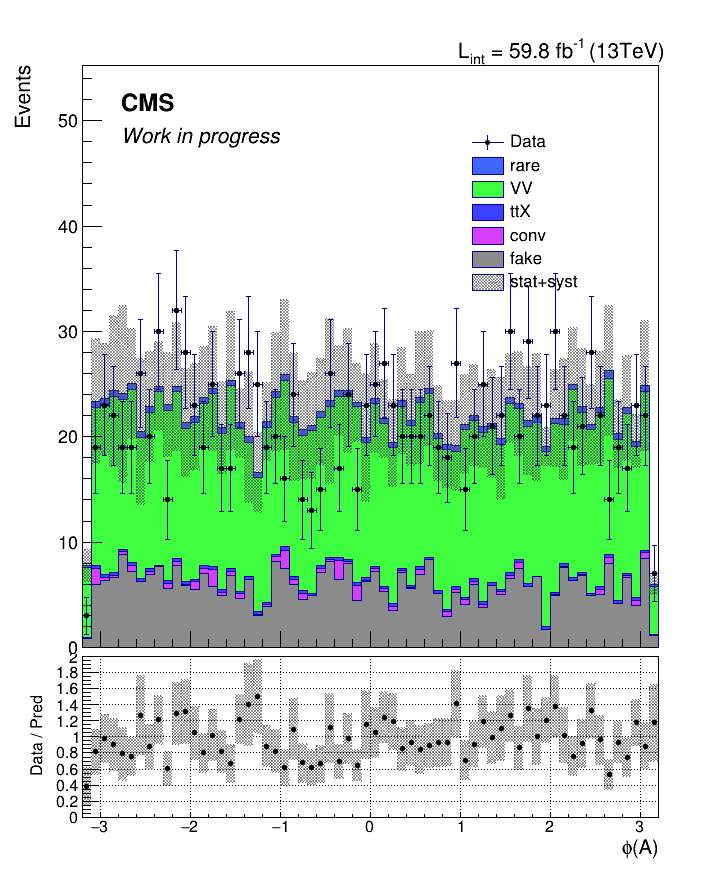 L_int = 59.8 fb^-1 (13TeV)
Events
CMS
Work in progress
Data
rare
VV
ttX
conv
fake
stat+syst
50
40
30
20
10
0
Data / Pred
2
1.8
1.6
1.4
1.2
1
0.8
0.6
0.4
0.2
0
−3 −2 −1 0 1 2 3
ϕ(A)